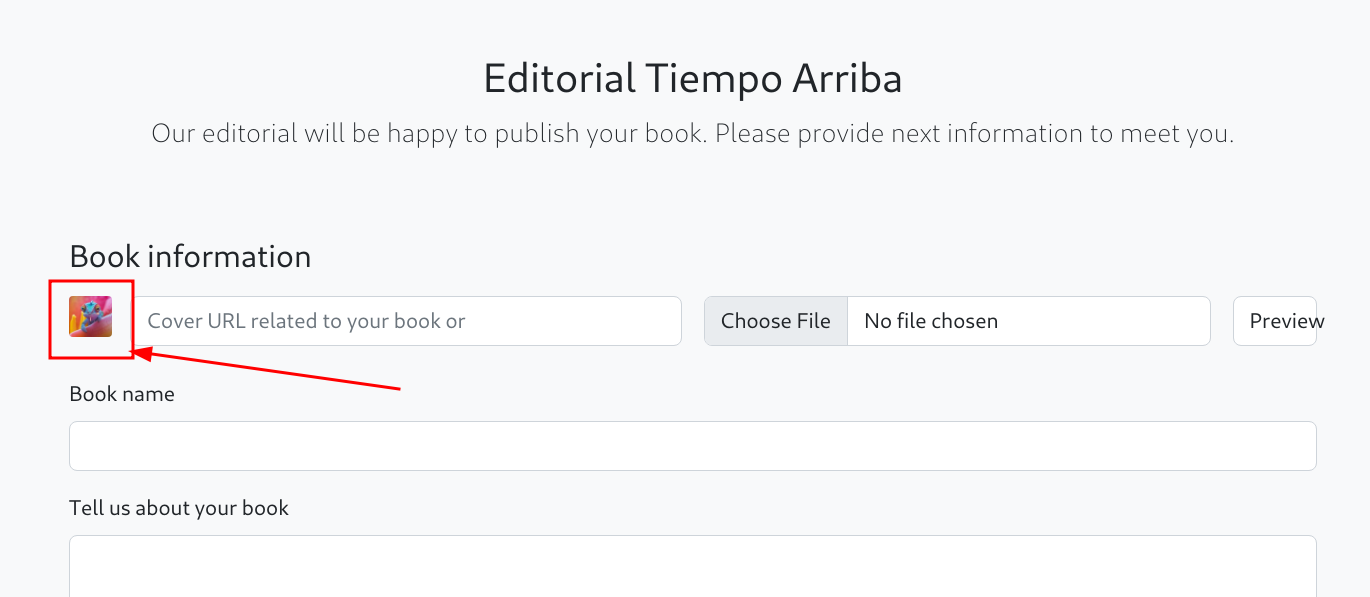 Editorial Tiempo Arriba
Our editorial will be happy to publish your book. Please provide next information to meet you.
Book information
Cover URL related to your book or
Choose File
No file chosen
Preview
Book name
Tell us about your book